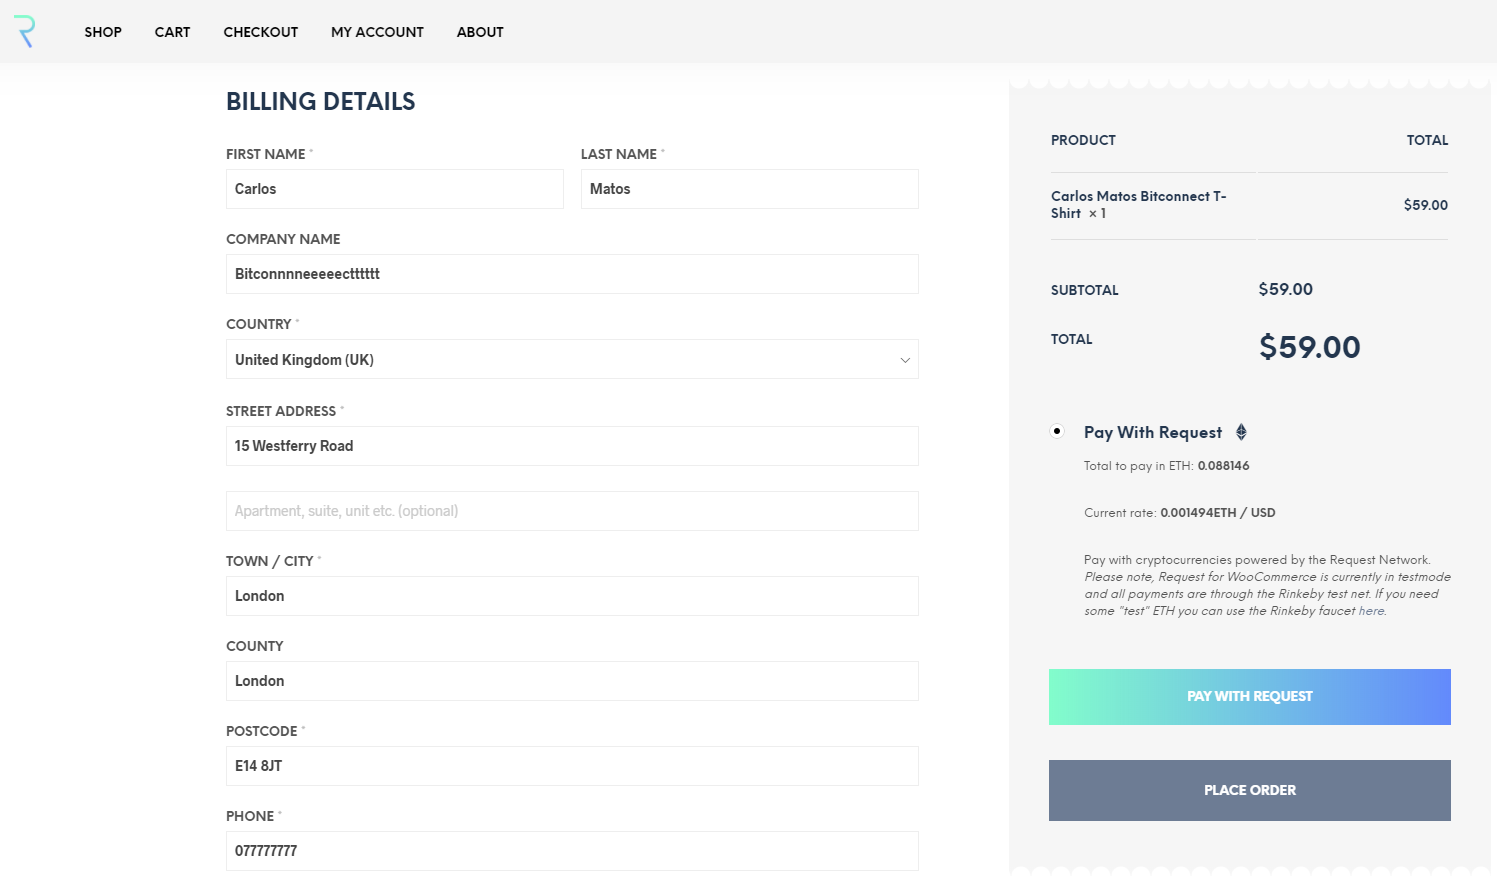 SHOP CART CHECKOUT MY ACCOUNT ABOUT
BILLING DETAILS
FIRST NAME *
Carlos
LAST NAME *
Matos
COMPANY NAME
Bitconnnneeeeectttttt
COUNTRY *
United Kingdom (UK)
STREET ADDRESS *
15 Westferry Road
Apartment, suite, unit etc. (optional)
TOWN / CITY *
London
COUNTY
London
POSTCODE *
E14 8JT
PHONE *
077777777
PRODUCT TOTAL
Carlos Matos Bitconnect T-
Shirt × 1 $59.00
SUBTOTAL $59.00
TOTAL $59.00
Pay With Request
Total to pay in ETH: 0.088146
Current rate: 0.001494ETH / USD
Pay with cryptocurrencies powered by the Request Network.
Please note, Request for WooCommerce is currently in testmode
and all payments are through the Rinkeby test net. If you need
some "test" ETH you can use the Rinkeby faucet here.
PAY WITH REQUEST
PLACE ORDER